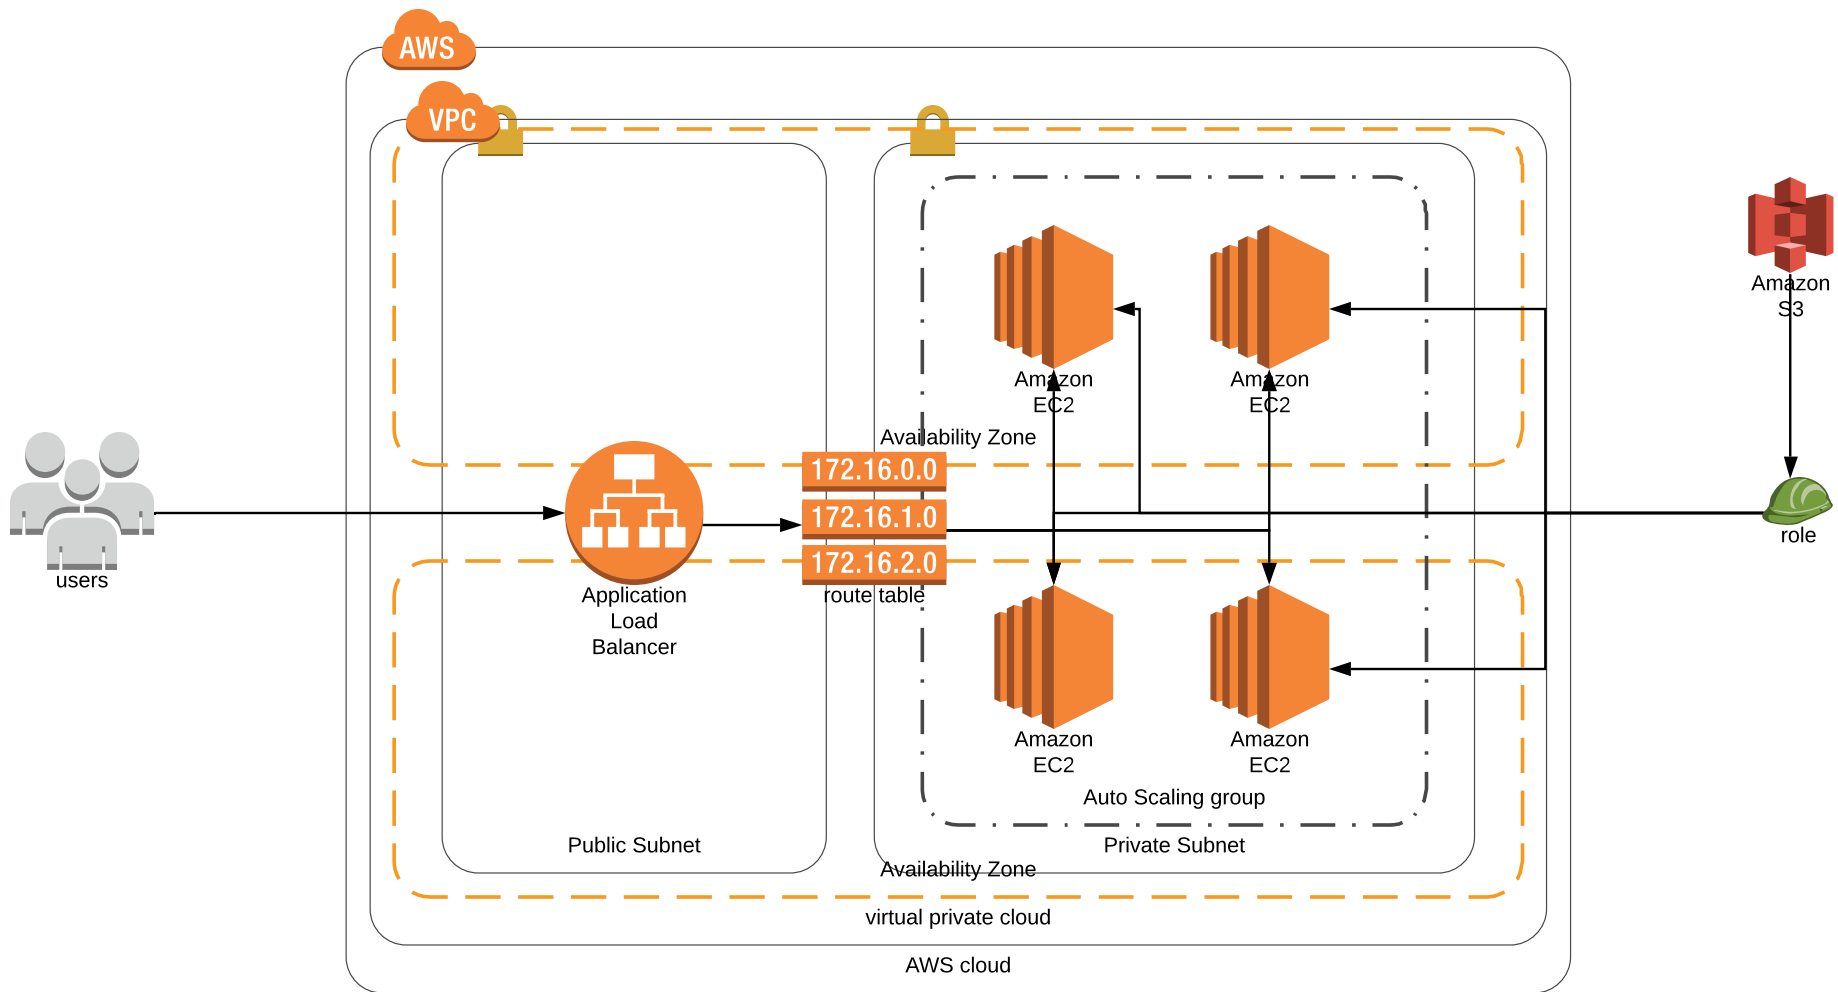 AWS
VPC
Amazon
EC2
Amazon
EC2
Amazon
S3
Availability Zone
172.16.0.0
172.16.1.0
172.16.2.0
route table
users
Application
Load
Balancer
role
Amazon
EC2
Amazon
EC2
Auto Scaling group
Public Subnet
Private Subnet
Availability Zone
virtual private cloud
AWS cloud